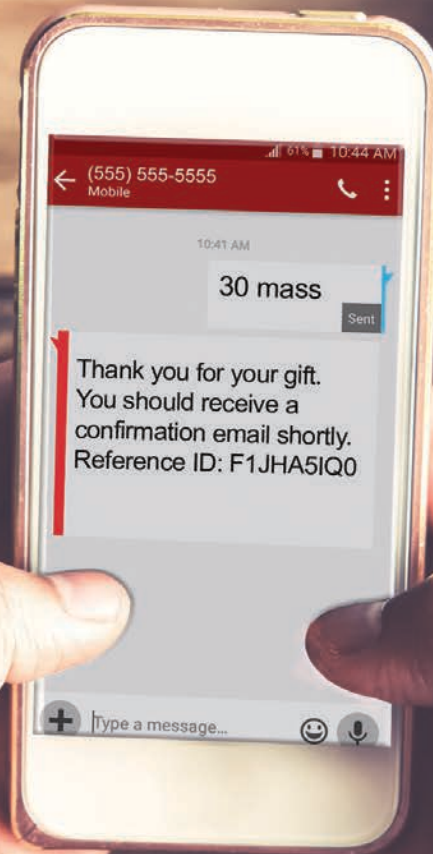 61% 10:44 AM
(555) 555-5555
Mobile
10:41 AM
30 mass
Sent
Thank you for your gift.
You should receive a
confirmation email shortly.
Reference ID: F1JHA5IQ0
Type a message...